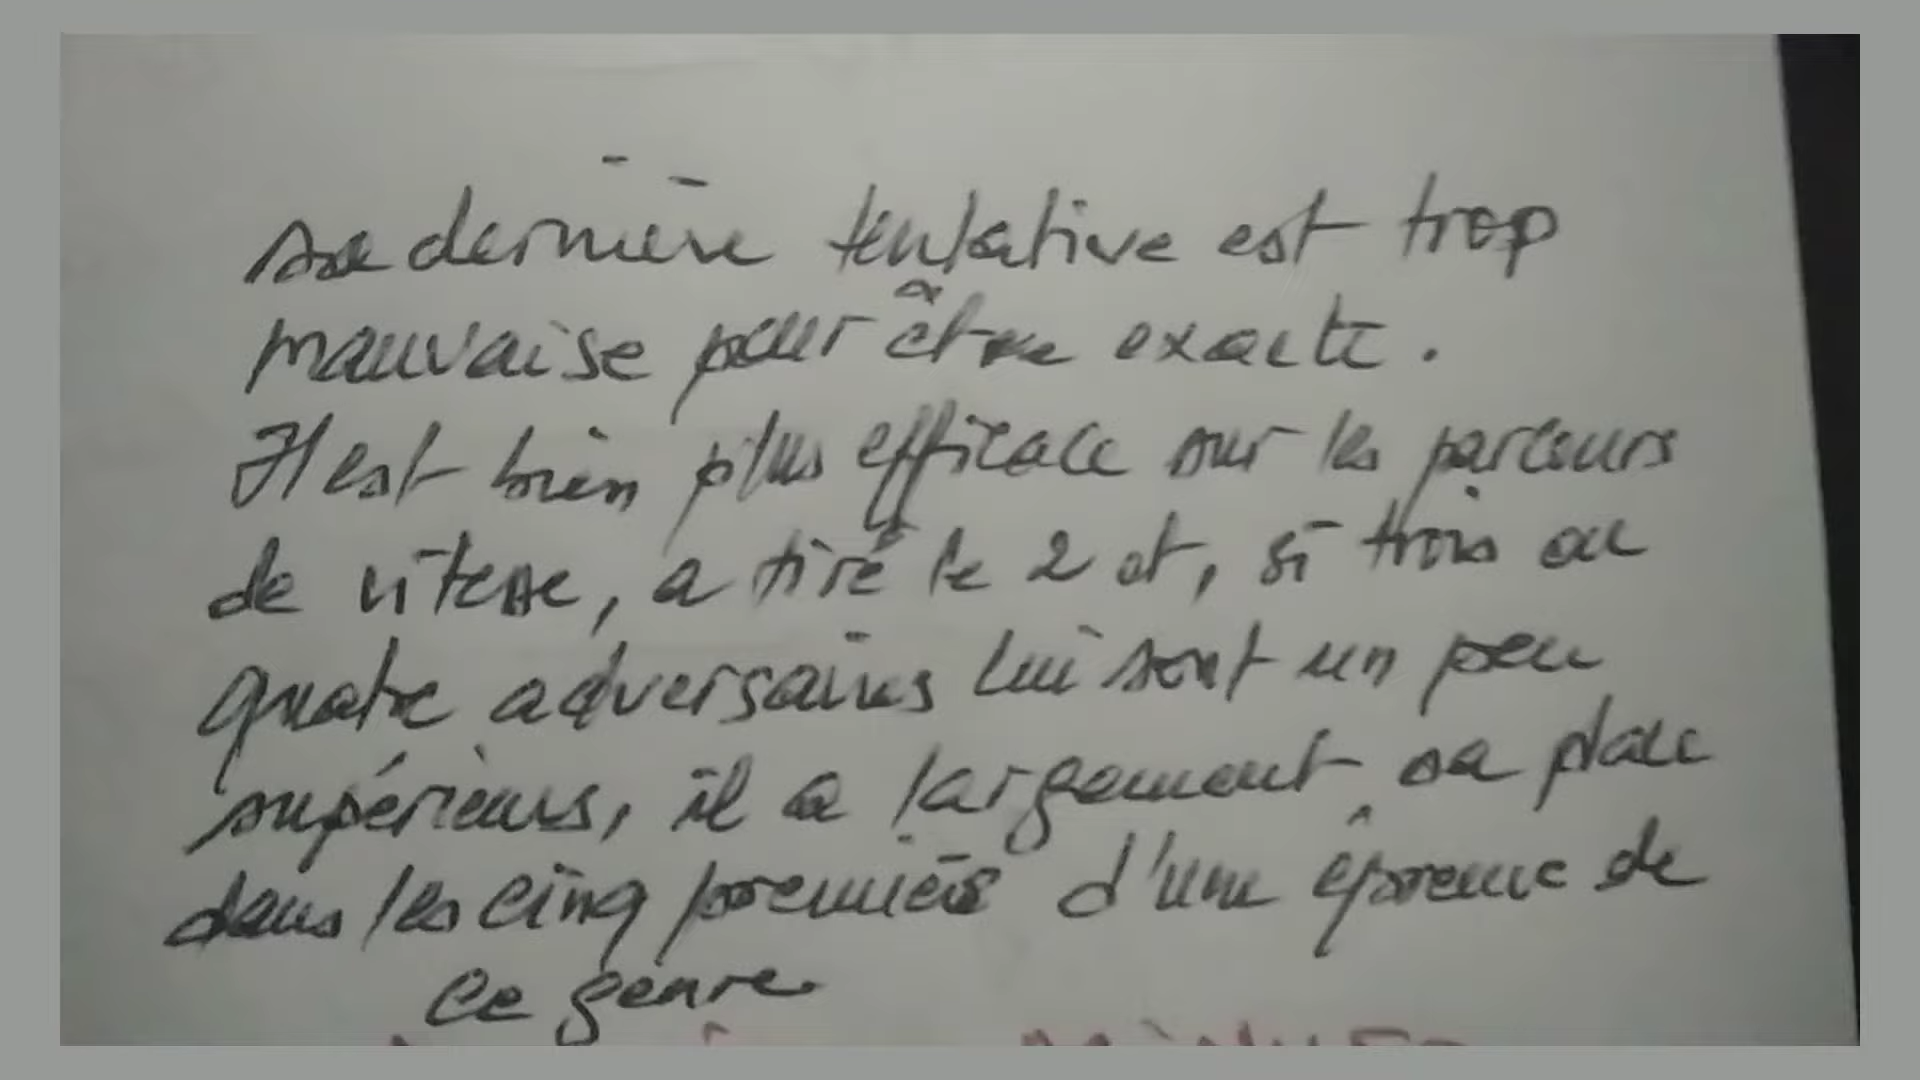 sa dernière tentative est trop
mauvaise pour être exacte.
Il est bien plus efficace sur les parcours
de vitesse, a tiré le 2 et, si trois ou
quatre adversaires lui sont un peu
supérieurs, il a largement sa place
dans les cinq premiers d'une épreuve de
ce genre